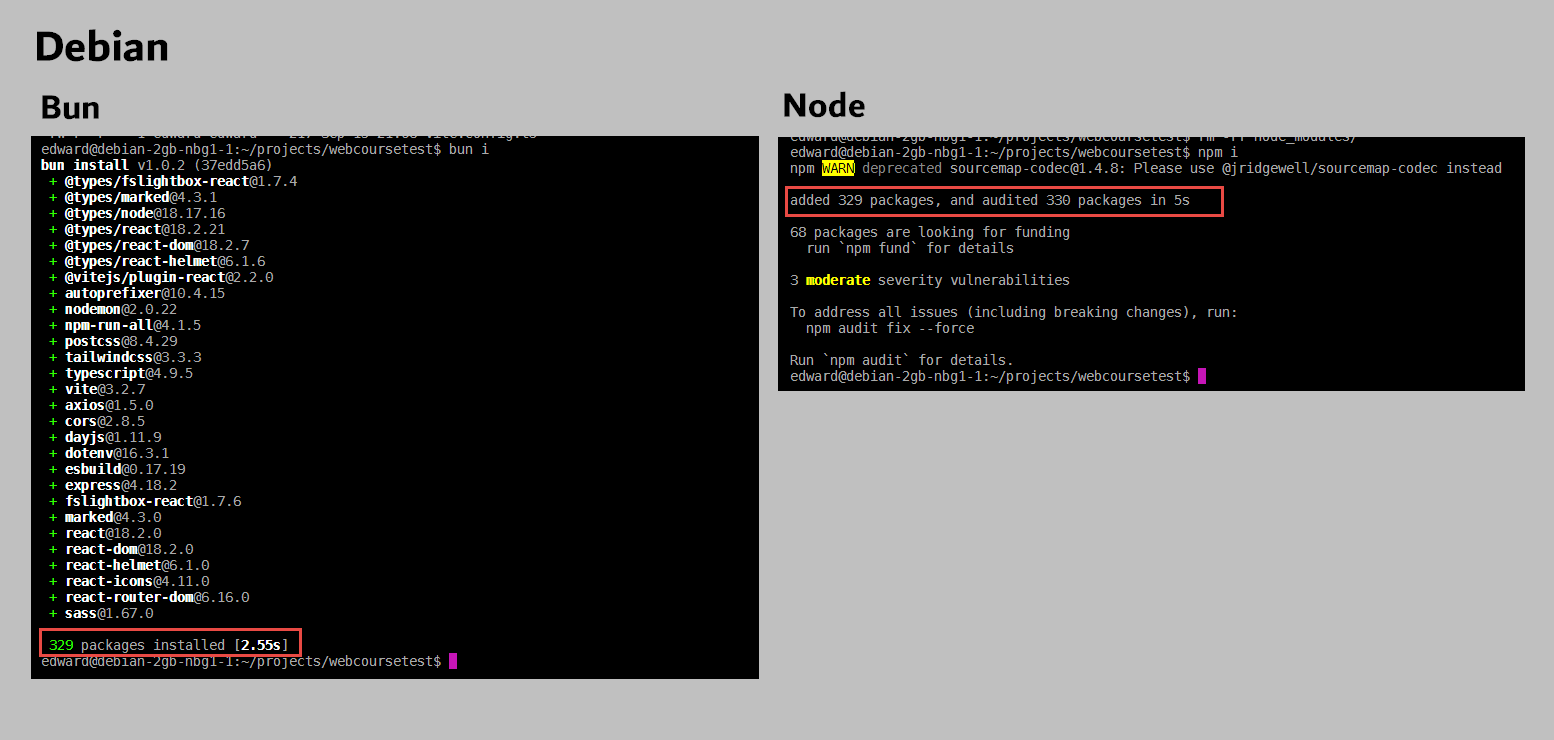 Debian
Bun
edward@debian-2gb-nbg1-1:~/projects/webcoursetest$ bun i
bun install v1.0.2 (37edd5a6)
+ @types/fslightbox-react@1.7.4
+ @types/marked@4.3.1
+ @types/node@18.17.16
+ @types/react@18.2.21
+ @types/react-dom@18.2.7
+ @types/react-helmet@6.1.6
+ @vitejs/plugin-react@2.2.0
+ autoprefixer@10.4.15
+ nodemon@2.0.22
+ npm-run-all@4.1.5
+ postcss@8.4.29
+ tailwindcss@3.3.3
+ typescript@4.9.5
+ vite@3.2.7
+ axios@1.5.0
+ cors@2.8.5
+ dayjs@1.11.9
+ dotenv@16.3.1
+ esbuild@0.17.19
+ express@4.18.2
+ fslightbox-react@1.7.6
+ marked@4.3.0
+ react@18.2.0
+ react-dom@18.2.0
+ react-helmet@6.1.0
+ react-icons@4.11.0
+ react-router-dom@6.16.0
+ sass@1.67.0
329 packages installed [2.55s]
edward@debian-2gb-nbg1-1:~/projects/webcoursetest$
Node
edward@debian-2gb-nbg1-1:~/projects/webcoursetest$ rm -rf node_modules/
edward@debian-2gb-nbg1-1:~/projects/webcoursetest$ npm i
npm WARN deprecated sourcemap-codec@1.4.8: Please use @jridgewell/sourcemap-codec instead
added 329 packages, and audited 330 packages in 5s
68 packages are looking for funding
run `npm fund` for details
3 moderate severity vulnerabilities
To address all issues (including breaking changes), run:
npm audit fix --force
Run `npm audit` for details.
edward@debian-2gb-nbg1-1:~/projects/webcoursetest$